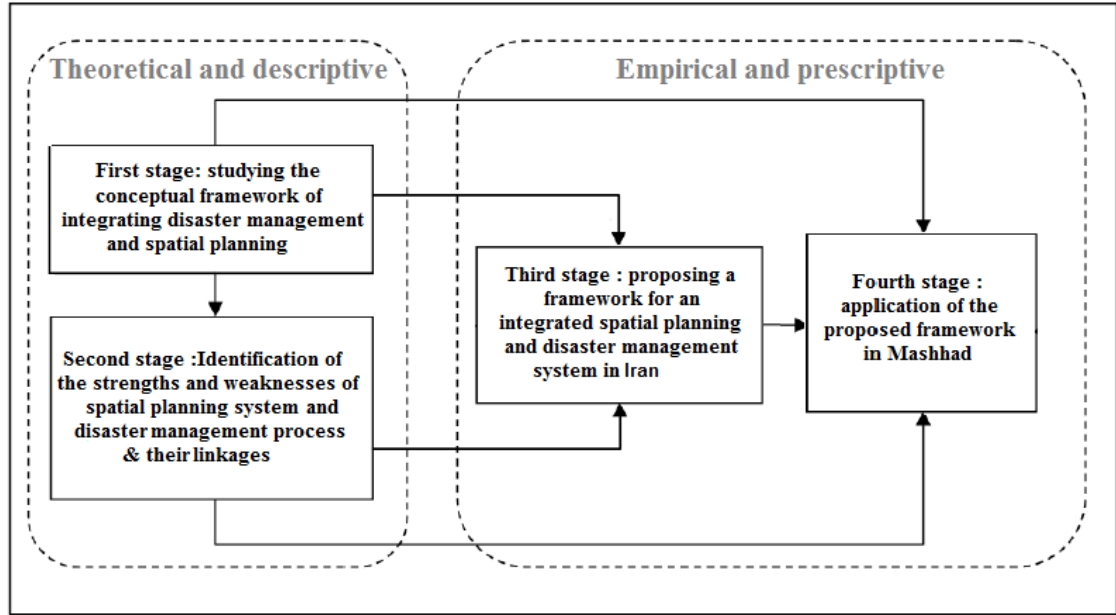 Theoretical and descriptive
First stage: studying the
conceptual framework of
integrating disaster management
and spatial planning
Second stage :Identification of
the strengths and weaknesses of
spatial planning system and
disaster management process
& their linkages
Empirical and prescriptive
Third stage : proposing a
framework for an
integrated spatial planning
and disaster management
system in Iran
Fourth stage :
application of the
proposed framework
in Mashhad